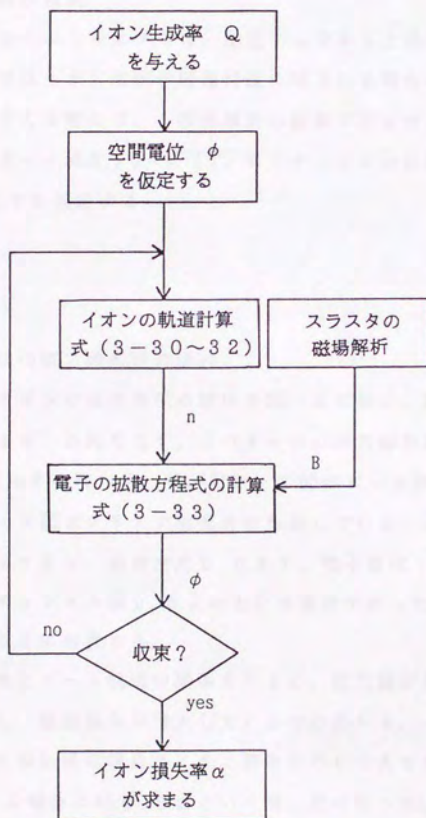 イオン生成率　Q
を与える
空間電位　φ
を仮定する
イオンの軌道計算
式（3－30～32）
スラスタの
磁場解析
n
B
電子の拡散方程式の計算
式（3－33）
φ
no
収束？
yes
イオン損失率α
が求まる